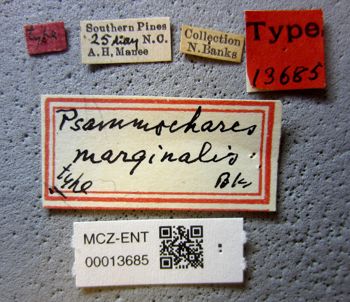 Southern Pines
25 May N.C.
A.H. Manee
Collection
N. Banks
Type
13685
Psammochares
marginalis
type
Bks
MCZ-ENT
00013685